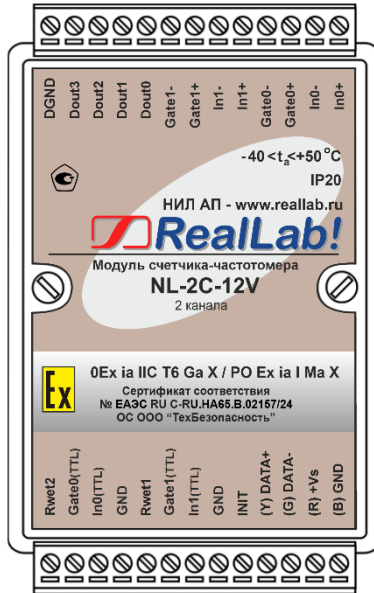 DGND
Dout3
Dout2
Dout1
Dout0
Gate1-
Gate1+
In1-
In1+
Gate0-
Gate0+
In0-
In0+
-40 <ta<+50 °C
IP20
НИЛ АП - www.reallab.ru
RealLab!
Модуль счетчика-частотомера
NL-2C-12V
2 канала
Ex
0Ex ia IIC T6 Ga X / PO Ex ia I Ma X
Сертификат соответствия
№ ЕАЭС RU C-RU.HA65.B.02157/24
ОС ООО "ТехБезопасность"
Rwet2
Gate0(TTL)
In0(TTL)
GND
Rwet1
Gate1(TTL)
In1(TTL)
GND
INIT
(Y) DATA+
(G) DATA-
(R) +Vs
(B) GND